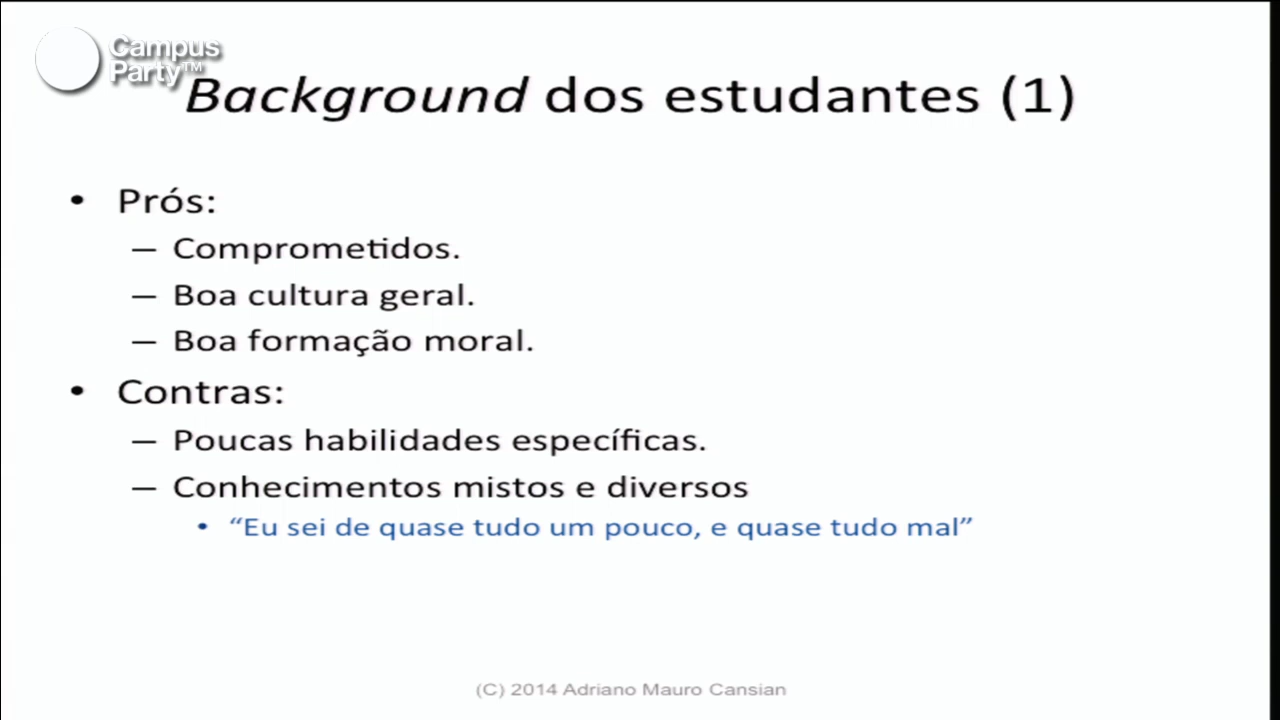 Campus
Party™
Background dos estudantes (1)
• Prós:
– Comprometidos.
– Boa cultura geral.
– Boa formação moral.
• Contras:
– Poucas habilidades específicas.
– Conhecimentos mistos e diversos
• “Eu sei de quase tudo um pouco, e quase tudo mal”
(C) 2014 Adriano Mauro Cansian